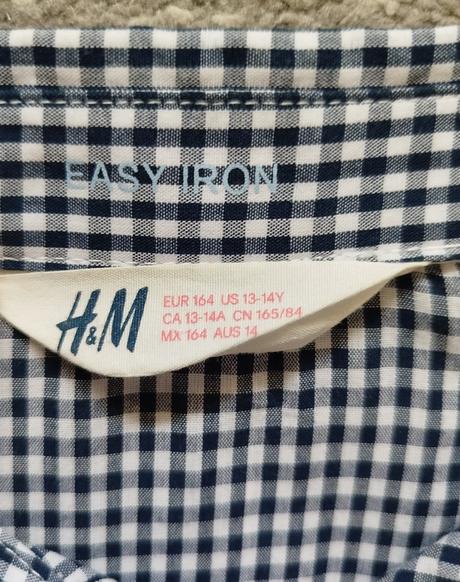 EASY IRON
H&M
EUR 164 US 13-14Y
CA 13-14A CN 165/84
MX 164 AUS 14